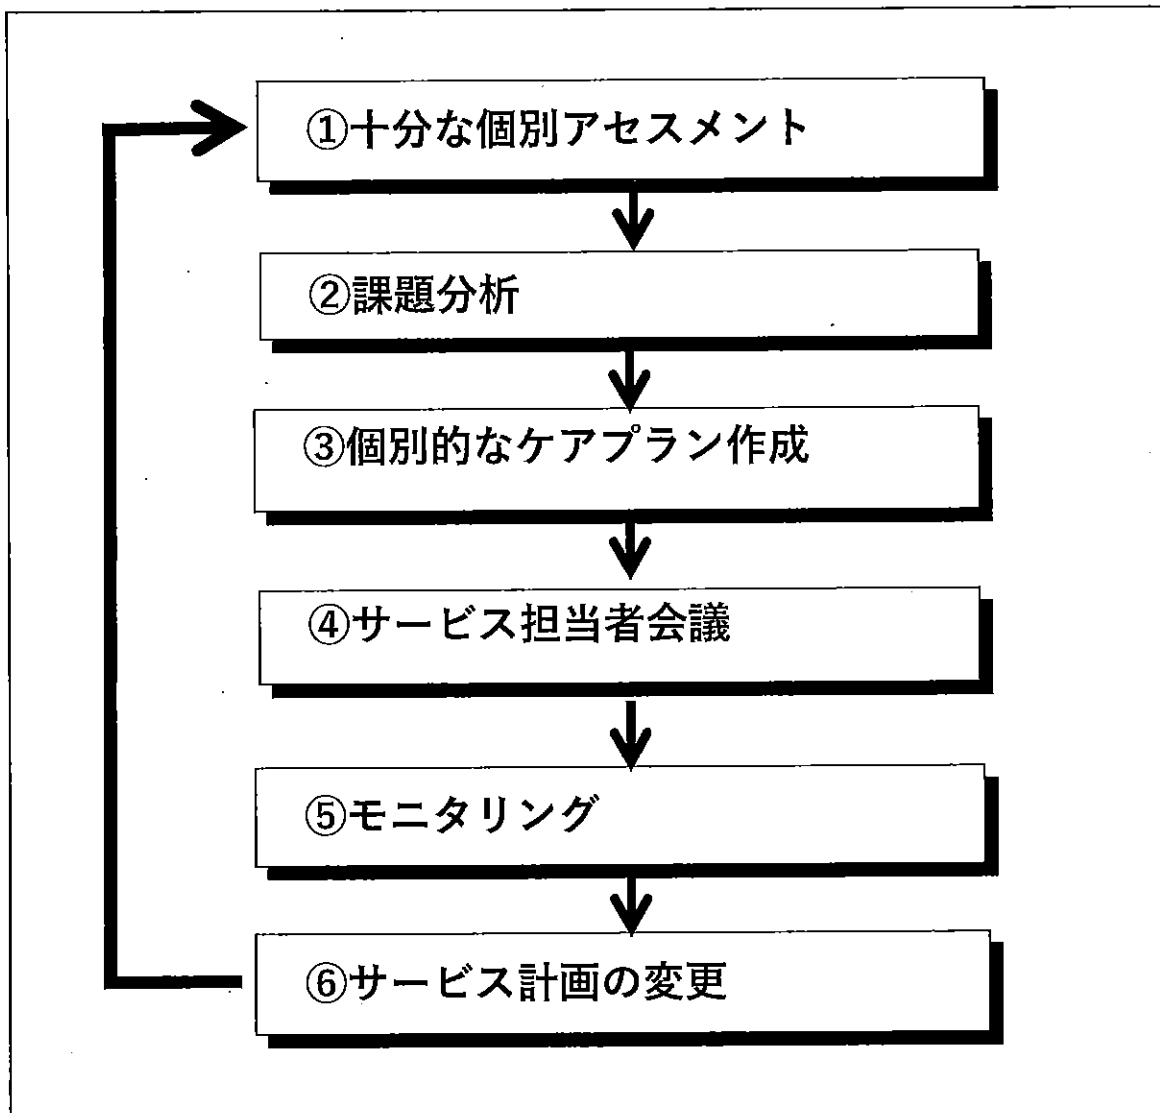 ①十分な個別アセスメント
②課題分析
③個別的なケアプラン作成
④サービス担当者会議
⑤モニタリング
⑥サービス計画の変更